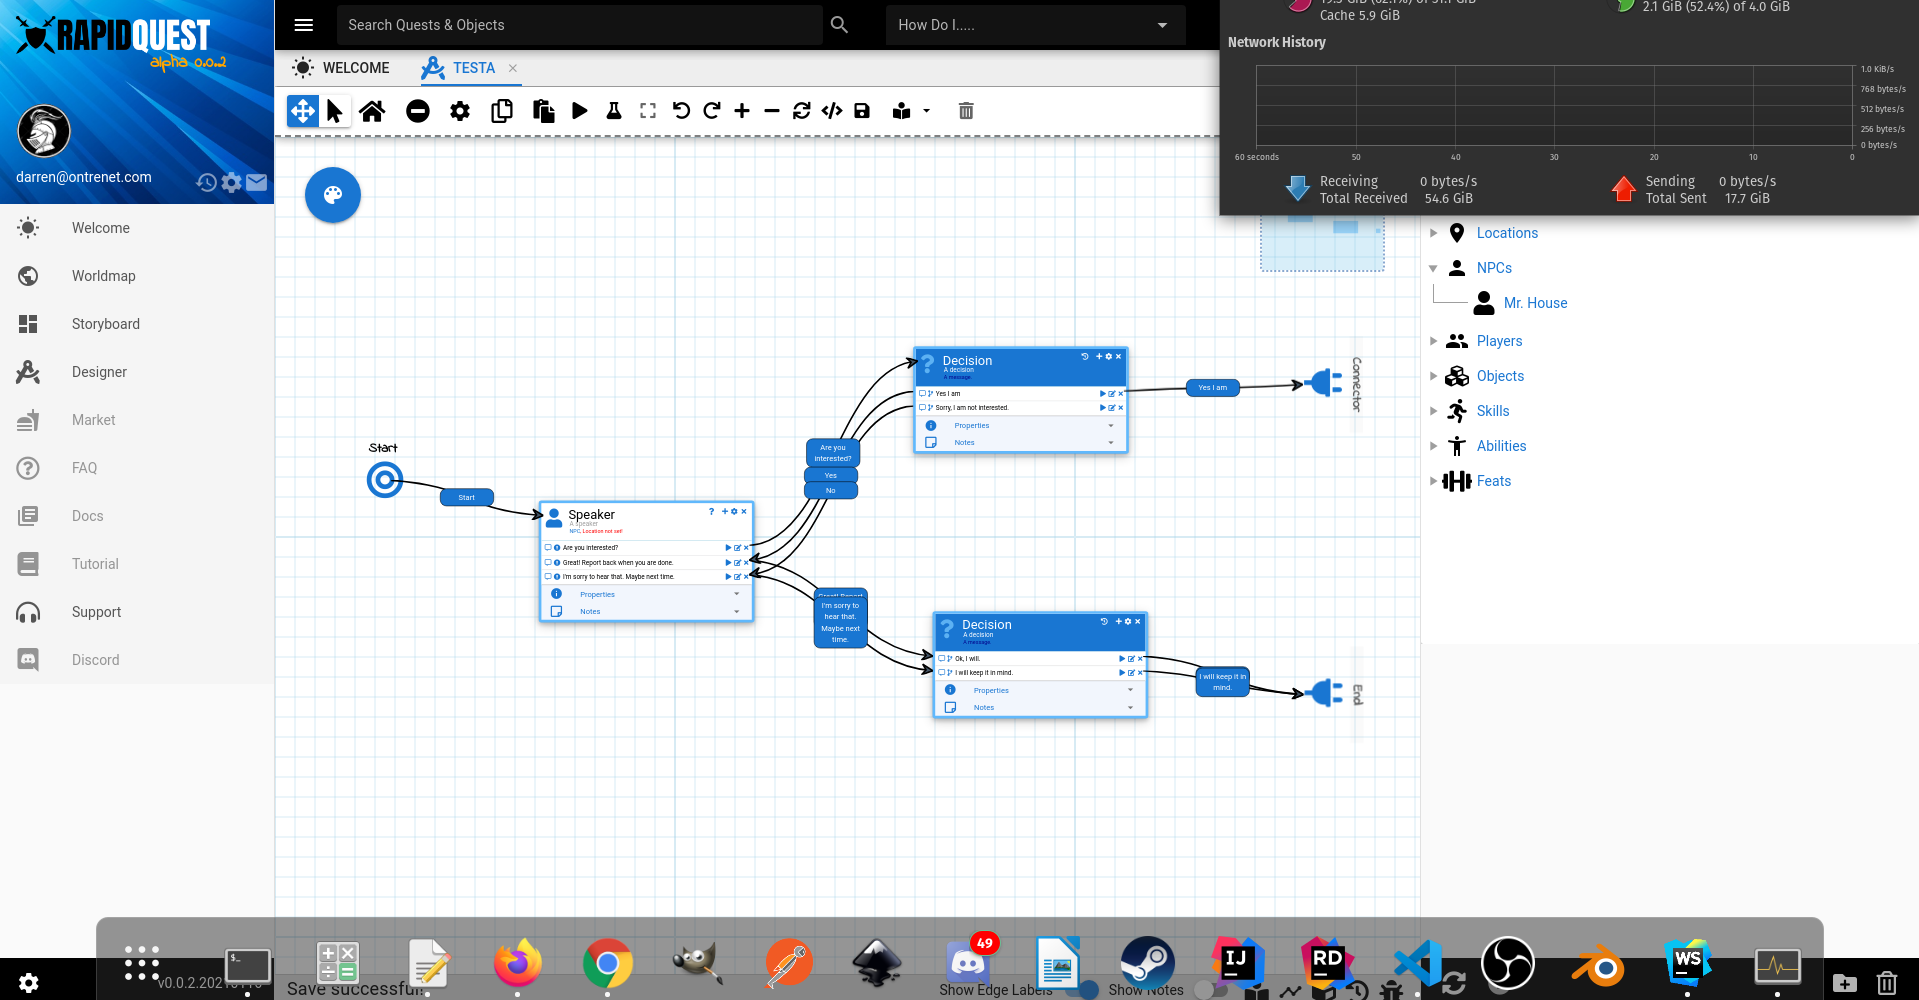 RAPIDQUEST
alpha 0.0.2
darren@ontrenet.com
Welcome
Worldmap
Storyboard
Designer
Market
FAQ
Docs
Tutorial
Support
Discord
Search Quests & Objects
How Do I.....
WELCOME
TESTA
Cache 5.9 GiB
2.1 GiB (52.4%) of 4.0 GiB
Network History
1.0 KiB/s
768 bytes/s
512 bytes/s
256 bytes/s
0 bytes/s
60 seconds
50
40
30
20
10
0
Receiving 0 bytes/s
Total Received 54.6 GiB
Sending 0 bytes/s
Total Sent 17.7 GiB
Locations
NPCs
Mr. House
Players
Objects
Skills
Abilities
Feats
Start
Start
Speaker
A speaker
NPC, Location not set!
Are you interested?
Great! Report back when you are done.
I'm sorry to hear that. Maybe next time.
Properties
Notes
Are you
interested?
Yes
No
Decision
A decision
A message.
Yes I am
Sorry, I am not interested.
Properties
Notes
Yes I am
Connector
Great! Report
I'm sorry to
hear that.
Maybe next
time.
Decision
A decision
A message.
Ok, I will.
I will keep it in mind.
Properties
Notes
I will keep it in
mind.
End
49
$_
IJ
RD
WS
Save successful!
Show Edge Labels
Show Notes